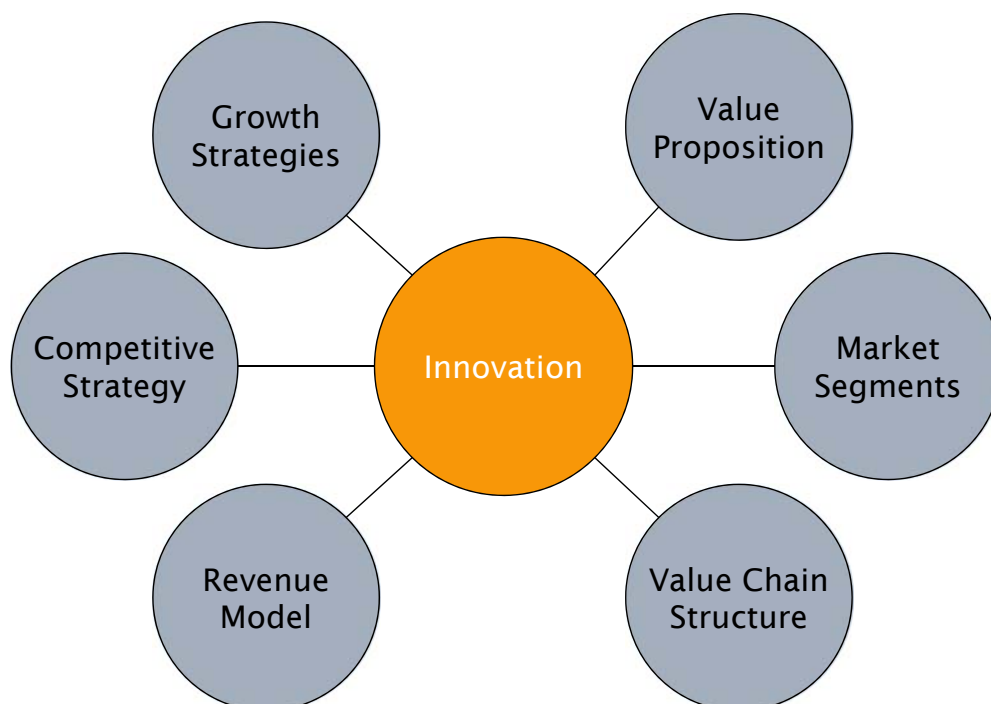 Growth
Strategies
Value
Proposition
Competitive
Strategy
Innovation
Market
Segments
Revenue
Model
Value Chain
Structure